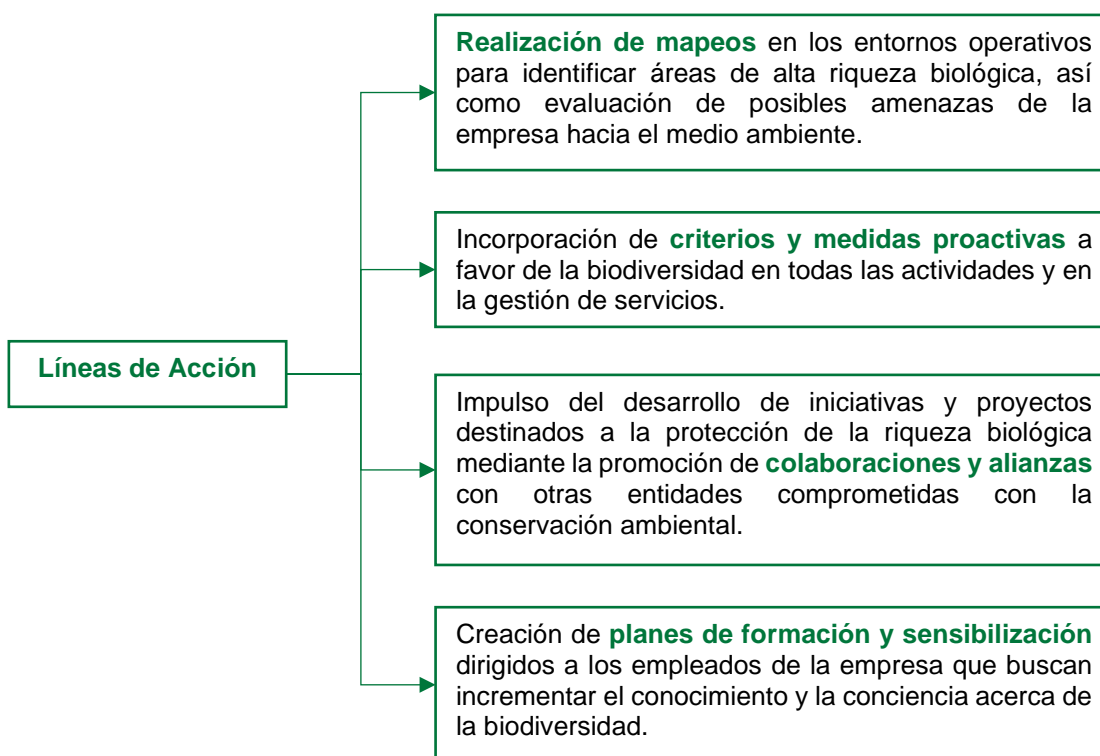 Realización de mapeos en los entornos operativos
para identificar áreas de alta riqueza biológica, así
como evaluación de posibles amenazas de la
empresa hacia el medio ambiente.
Incorporación de criterios y medidas proactivas a
favor de la biodiversidad en todas las actividades y en
la gestión de servicios.
Líneas de Acción
Impulso del desarrollo de iniciativas y proyectos
destinados a la protección de la riqueza biológica
mediante la promoción de colaboraciones y alianzas
con otras entidades comprometidas con la
conservación ambiental.
Creación de planes de formación y sensibilización
dirigidos a los empleados de la empresa que buscan
incrementar el conocimiento y la conciencia acerca de
la biodiversidad.